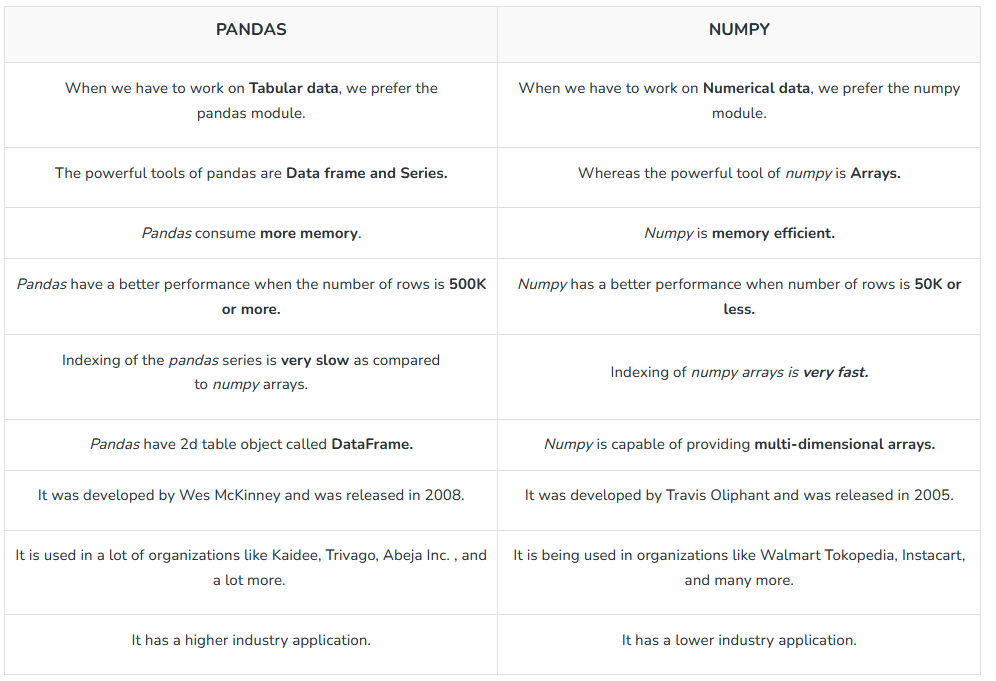 PANDAS
NUMPY
When we have to work on Tabular data, we prefer the
pandas module.
When we have to work on Numerical data, we prefer the numpy
module.
The powerful tools of pandas are Data frame and Series.
Whereas the powerful tool of numpy is Arrays.
Pandas consume more memory.
Numpy is memory efficient.
Pandas have a better performance when the number of rows is 500K
or more.
Numpy has a better performance when number of rows is 50K or
less.
Indexing of the pandas series is very slow as compared
to numpy arrays.
Indexing of numpy arrays is very fast.
Pandas have 2d table object called DataFrame.
Numpy is capable of providing multi-dimensional arrays.
It was developed by Wes McKinney and was released in 2008.
It was developed by Travis Oliphant and was released in 2005.
It is used in a lot of organizations like Kaidee, Trivago, Abeja Inc. , and
a lot more.
It is being used in organizations like Walmart Tokopedia, Instacart,
and many more.
It has a higher industry application.
It has a lower industry application.